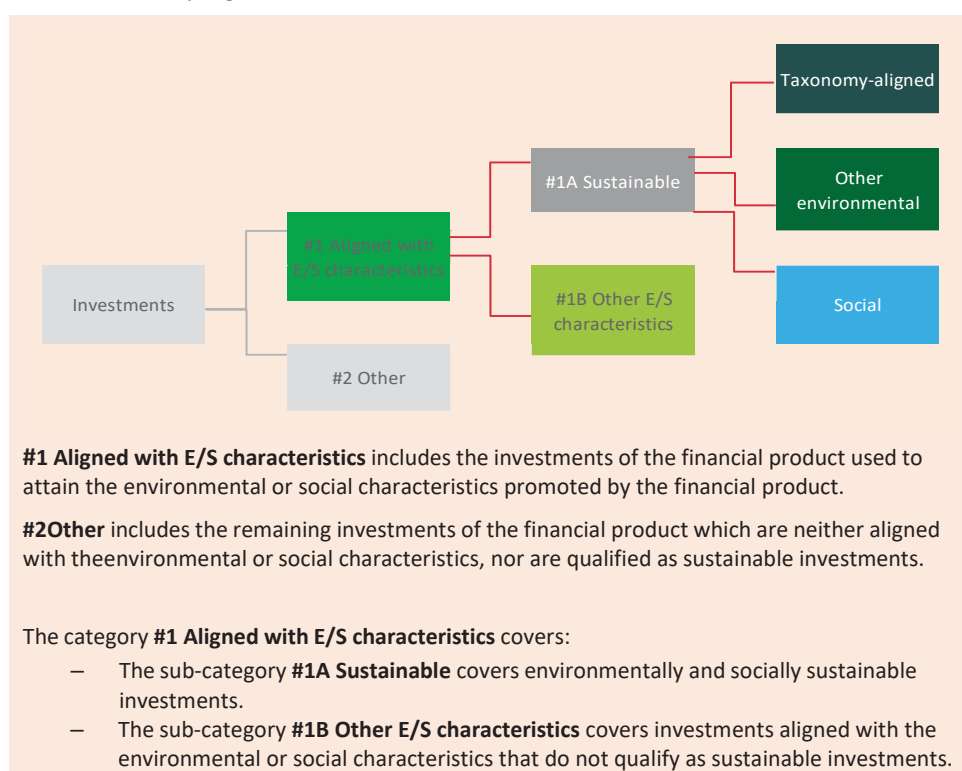 Taxonomy-aligned
#1A Sustainable
Other
environmental
#1 Aligned with
E/S characteristics
Investments
#1B Other E/S
characteristics
Social
#2 Other
#1 Aligned with E/S characteristics includes the investments of the financial product used to
attain the environmental or social characteristics promoted by the financial product.
#2Other includes the remaining investments of the financial product which are neither aligned
with theenvironmental or social characteristics, nor are qualified as sustainable investments.
The category #1 Aligned with E/S characteristics covers:
– The sub-category #1A Sustainable covers environmentally and socially sustainable
investments.
– The sub-category #1B Other E/S characteristics covers investments aligned with the
environmental or social characteristics that do not qualify as sustainable investments.